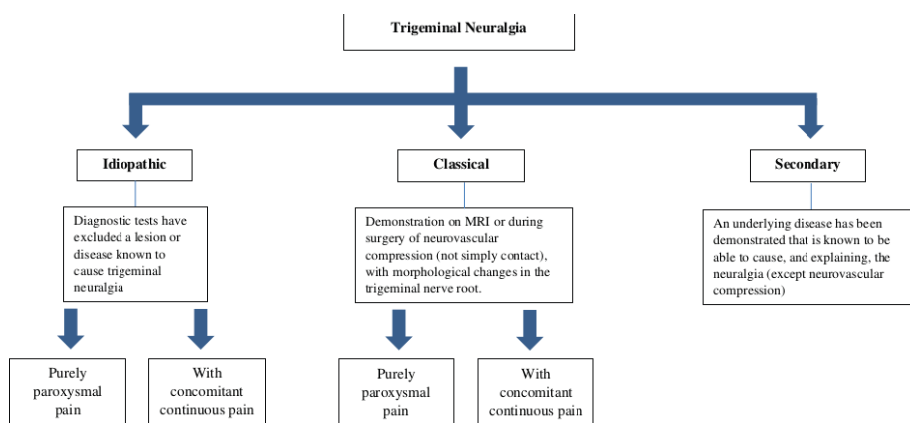 Trigeminal Neuralgia
Idiopathic
Classical
Secondary
Diagnostic tests have
excluded a lesion or
disease known to
cause trigeminal
neuralgia
Demonstration on MRI or during
surgery of neurovascular
compression (not simply contact),
with morphological changes in the
trigeminal nerve root.
An underlying disease has been
demonstrated that is known to be
able to cause, and explaining, the
neuralgia (except neurovascular
compression)
Purely
paroxysmal
pain
With
concomitant
continuous pain
Purely
paroxysmal
pain
With
concomitant
continuous pain